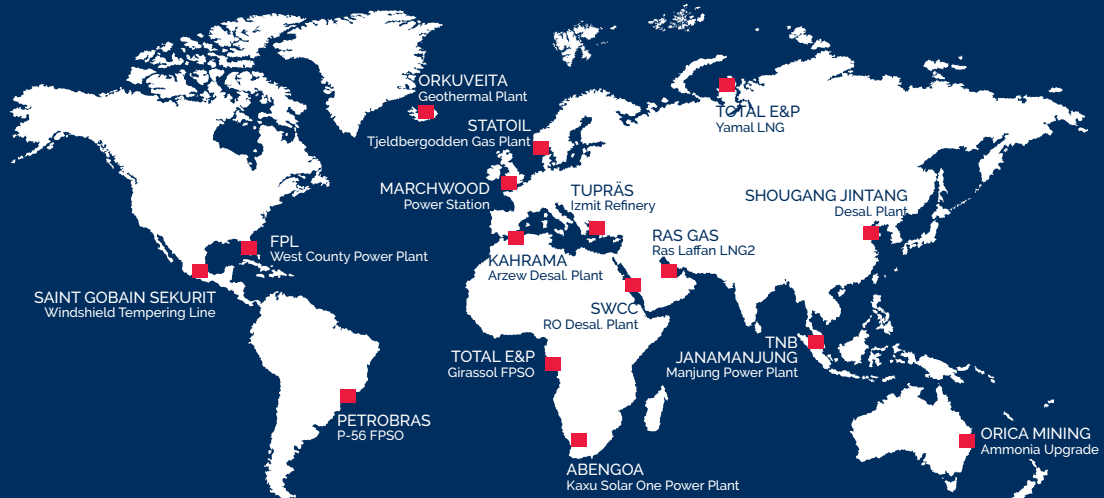 ORKUVEITA
Geothermal Plant
STATOIL
Tjeldbergodden Gas Plant
TOTAL E&P
Yamal LNG
MARCHWOOD
Power Station
TUPRÄS
Izmit Refinery
SHOUGANG JINTANG
Desal. Plant
FPL
West County Power Plant
KAHRAMA
Arzew Desal. Plant
RAS GAS
Ras Laffan LNG2
SAINT GOBAIN SEKURIT
Windshield Tempering Line
SWCC
RO Desal. Plant
TOTAL E&P
Girassol FPSO
TNB
JANAMANJUNG
Manjung Power Plant
PETROBRAS
P-56 FPSO
ORICA MINING
Ammonia Upgrade
ABENGOA
Kaxu Solar One Power Plant